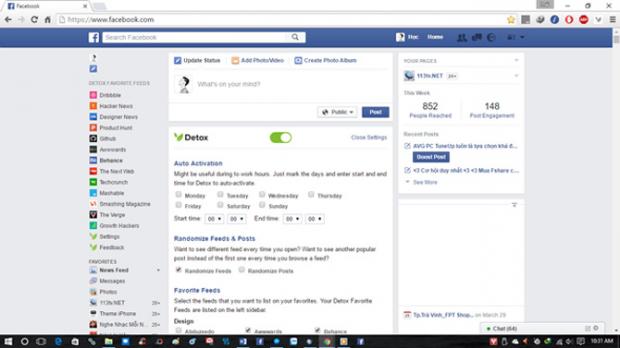 Facebook
https://www.facebook.com
Search Facebook
Học
Home
Update Status
Add Photo/Video
Create Photo Album
What's on your mind?
Public
Post
DETOX FAVORITE FEEDS
Dribbble
Hacker News
Designer News
Product Hunt
Github
Awwwards
Behance
The Next Web
Techcrunch
Mashable
Smashing Magazine
The Verge
Growth Hackers
Settings
Feedback
FAVORITES
News Feed
Messages
Photos
113tv.NET 20+
Theme iPhone 20+
Nghe Nhạc Mỗi N... 20+
Detox
Close Settings
Auto Activation
Might be useful during to work hours. Just mark the days and enter start and end
time for Detox to auto-activate.
Monday Tuesday Wednesday Thursday
Friday Saturday Sunday
Start time: 00 00 End time: 00 00
Randomize Feeds & Posts
Want to see different feed every time you open? Want to see another popular
post instead of the first one every time you browse a feed?
Randomize Feeds Randomize Posts
Favorite Feeds
Select the feeds that you want to list on your favorites. Your Detox Favorite
Feeds are listed on the left sidebar.
Design
Abduzeedo Awwwards Behance
YOUR PAGES
113tv.NET 20+
This Week
852
People Reached
148
Post Engagement
Recent Posts
AVG PC TuneUp luôn là tựa chọn khá đ...
Boost Post
<3 Cơ hội duy nhất <3 <3 Mua Fshare c...
See More
Tp.Trà Vinh_FPT Shop... on March 29
Chat (64)
10:31 AM